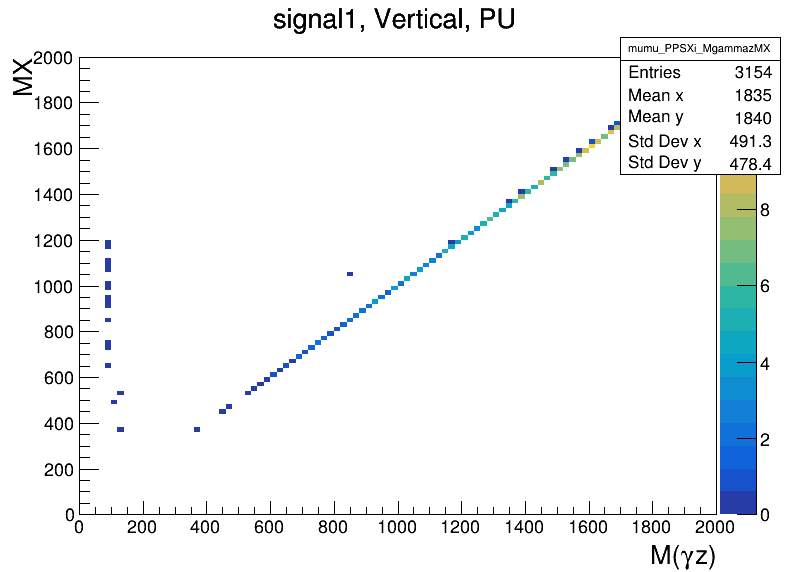 signal1, Vertical, PU
MX
2000
1800
1600
1400
1200
1000
800
600
400
200
0
0 200 400 600 800 1000 1200 1400 1600 1800 2000
M(γz)
mumu_PPSXi_MgammazMX
Entries 3154
Mean x 1835
Mean y 1840
Std Dev x 491.3
Std Dev y 478.4
8
6
4
2
0